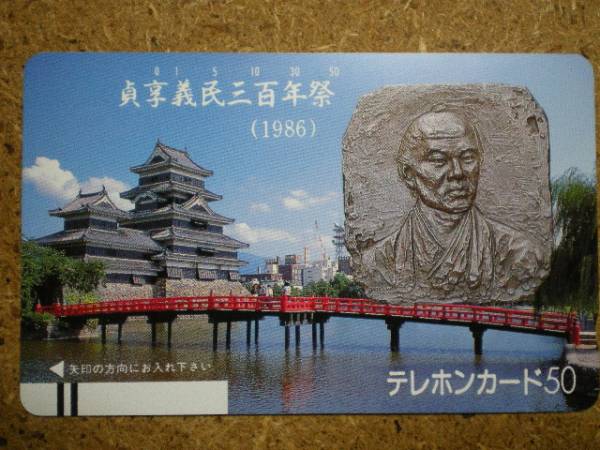 0 1 5 10 30 50
貞享義民三百年祭
(1986)
◀矢印の方向にお入れ下さい
テレホンカード50